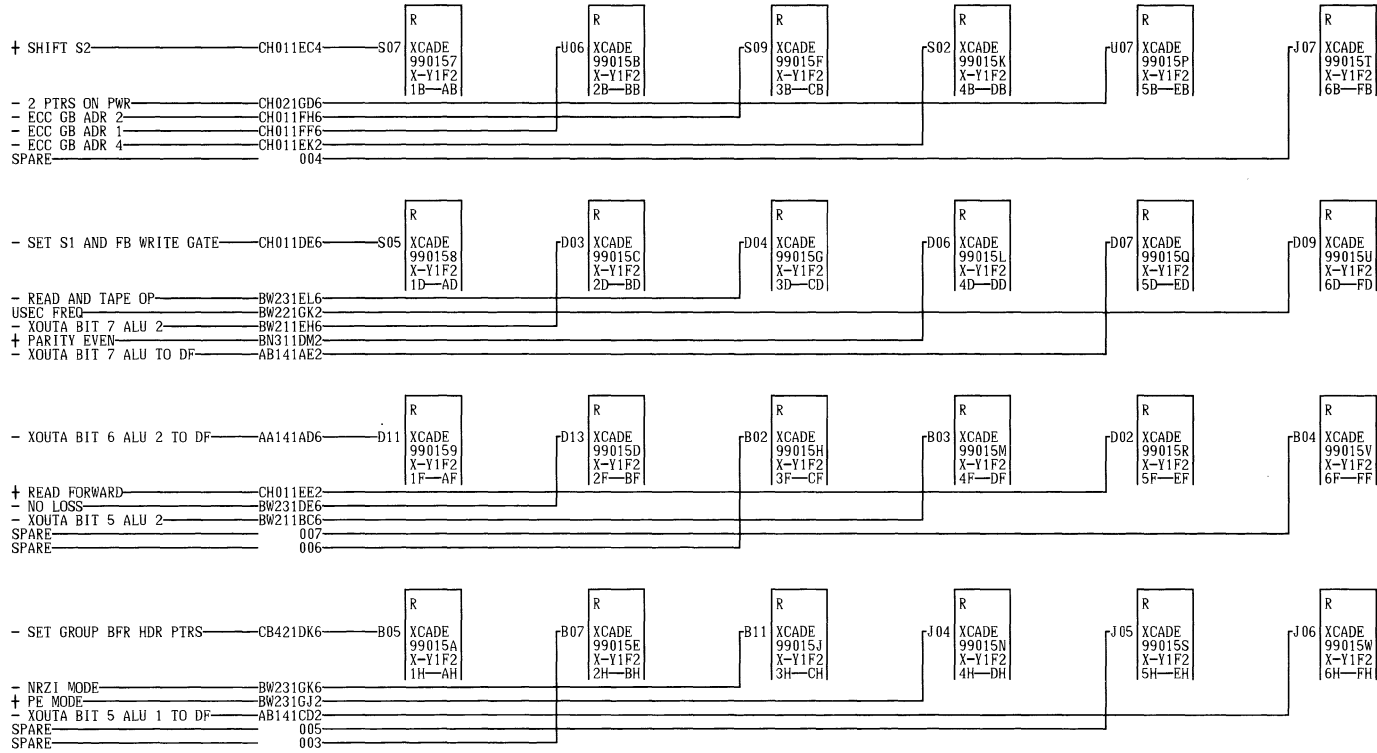 R R R R R R
+ SHIFT S2 CH011EC4 S07 XCADE U06 XCADE S09 XCADE S02 XCADE U07 XCADE J07 XCADE
990157 99015B 99015F 99015K 99015P 99015T
X-Y1F2 X-Y1F2 X-Y1F2 X-Y1F2 X-Y1F2 X-Y1F2
1B—AB 2B—BB 3B—CB 4B—DB 5B—EB 6B—FB
- 2 PTRS ON PWR CH021GD6
- ECC GB ADR 2 CH011FH6
- ECC GB ADR 1 CH011FF6
- ECC GB ADR 4 CH011EK2
SPARE 004
R R R R R R
- SET S1 AND FB WRITE GATE CH011DE6 S05 XCADE D03 XCADE D04 XCADE D06 XCADE D07 XCADE D09 XCADE
990158 99015C 99015G 99015L 99015Q 99015U
X-Y1F2 X-Y1F2 X-Y1F2 X-Y1F2 X-Y1F2 X-Y1F2
1D—AD 2D—BD 3D—CD 4D—DD 5D—ED 6D—FD
- READ AND TAPE OP BW231EL6
USEC FREQ BW221GK2
- XOUTA BIT 7 ALU 2 BW211EH6
+ PARITY EVEN BN311DM2
- XOUTA BIT 7 ALU TO DF AB141AE2
R R R R R R
- XOUTA BIT 6 ALU 2 TO DF AA141AD6 D11 XCADE D13 XCADE B02 XCADE B03 XCADE D02 XCADE B04 XCADE
990159 99015D 99015H 99015M 99015R 99015V
X-Y1F2 X-Y1F2 X-Y1F2 X-Y1F2 X-Y1F2 X-Y1F2
1F—AF 2F—BF 3F—CF 4F—DF 5F—EF 6F—FF
+ READ FORWARD CH011EE2
- NO LOSS BW231DE6
- XOUTA BIT 5 ALU 2 BW211BC6
SPARE 007
SPARE 006
R R R R R R
- SET GROUP BFR HDR PTRS CB421DK6 B05 XCADE B07 XCADE B11 XCADE J04 XCADE J05 XCADE J06 XCADE
99015A 99015E 99015J 99015N 99015S 99015W
X-Y1F2 X-Y1F2 X-Y1F2 X-Y1F2 X-Y1F2 X-Y1F2
1H—AH 2H—BH 3H—CH 4H—DH 5H—EH 6H—FH
- NRZI MODE BW231GK6
+ PE MODE BW231GJ2
- XOUTA BIT 5 ALU 1 TO DF AB141CD2
SPARE 005
SPARE 003